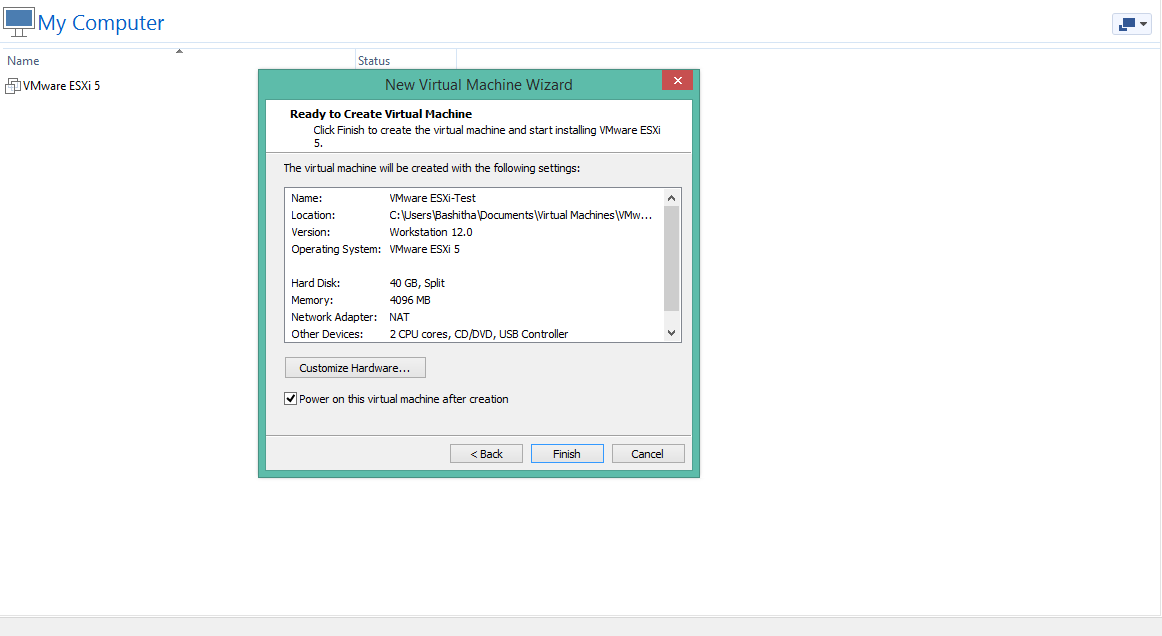 My Computer
Name Status
VMware ESXi 5
New Virtual Machine Wizard
Ready to Create Virtual Machine
Click Finish to create the virtual machine and start installing VMware ESXi
5.
The virtual machine will be created with the following settings:
Name: VMware ESXi-Test
Location: C:\Users\Bashitha\Documents\Virtual Machines\VMw...
Version: Workstation 12.0
Operating System: VMware ESXi 5
Hard Disk: 40 GB, Split
Memory: 4096 MB
Network Adapter: NAT
Other Devices: 2 CPU cores, CD/DVD, USB Controller
Customize Hardware...
Power on this virtual machine after creation
< Back Finish Cancel